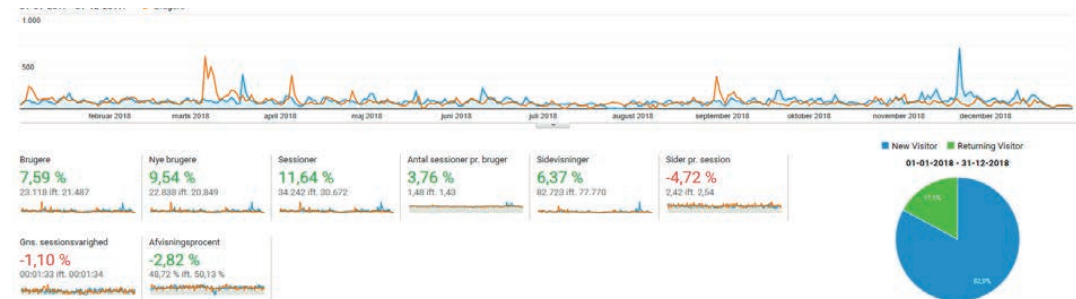 1.000
500
februar 2018 marts 2018 april 2018 maj 2018 juni 2018 juli 2018 august 2018 september 2018 oktober 2018 november 2018 december 2018
New Visitor Returning Visitor
01-01-2018 - 31-12-2018
17,1%
82,9%
Brugere
7,59 %
23.118 ift. 21.487
Nye brugere
9,54 %
22.838 ift. 20.849
Sessioner
11,64 %
34.242 ift. 30.672
Antal sessioner pr. bruger
3,76 %
1,48 ift. 1,43
Sidevisninger
6,37 %
82.723 ift. 77.770
Sider pr. session
-4,72 %
2,42 ift. 2,54
Gns. sessionsvarighed
-1,10 %
00:01:33 ift. 00:01:34
Afvisningsprocent
-2,82 %
48,72 % ift. 50,13 %